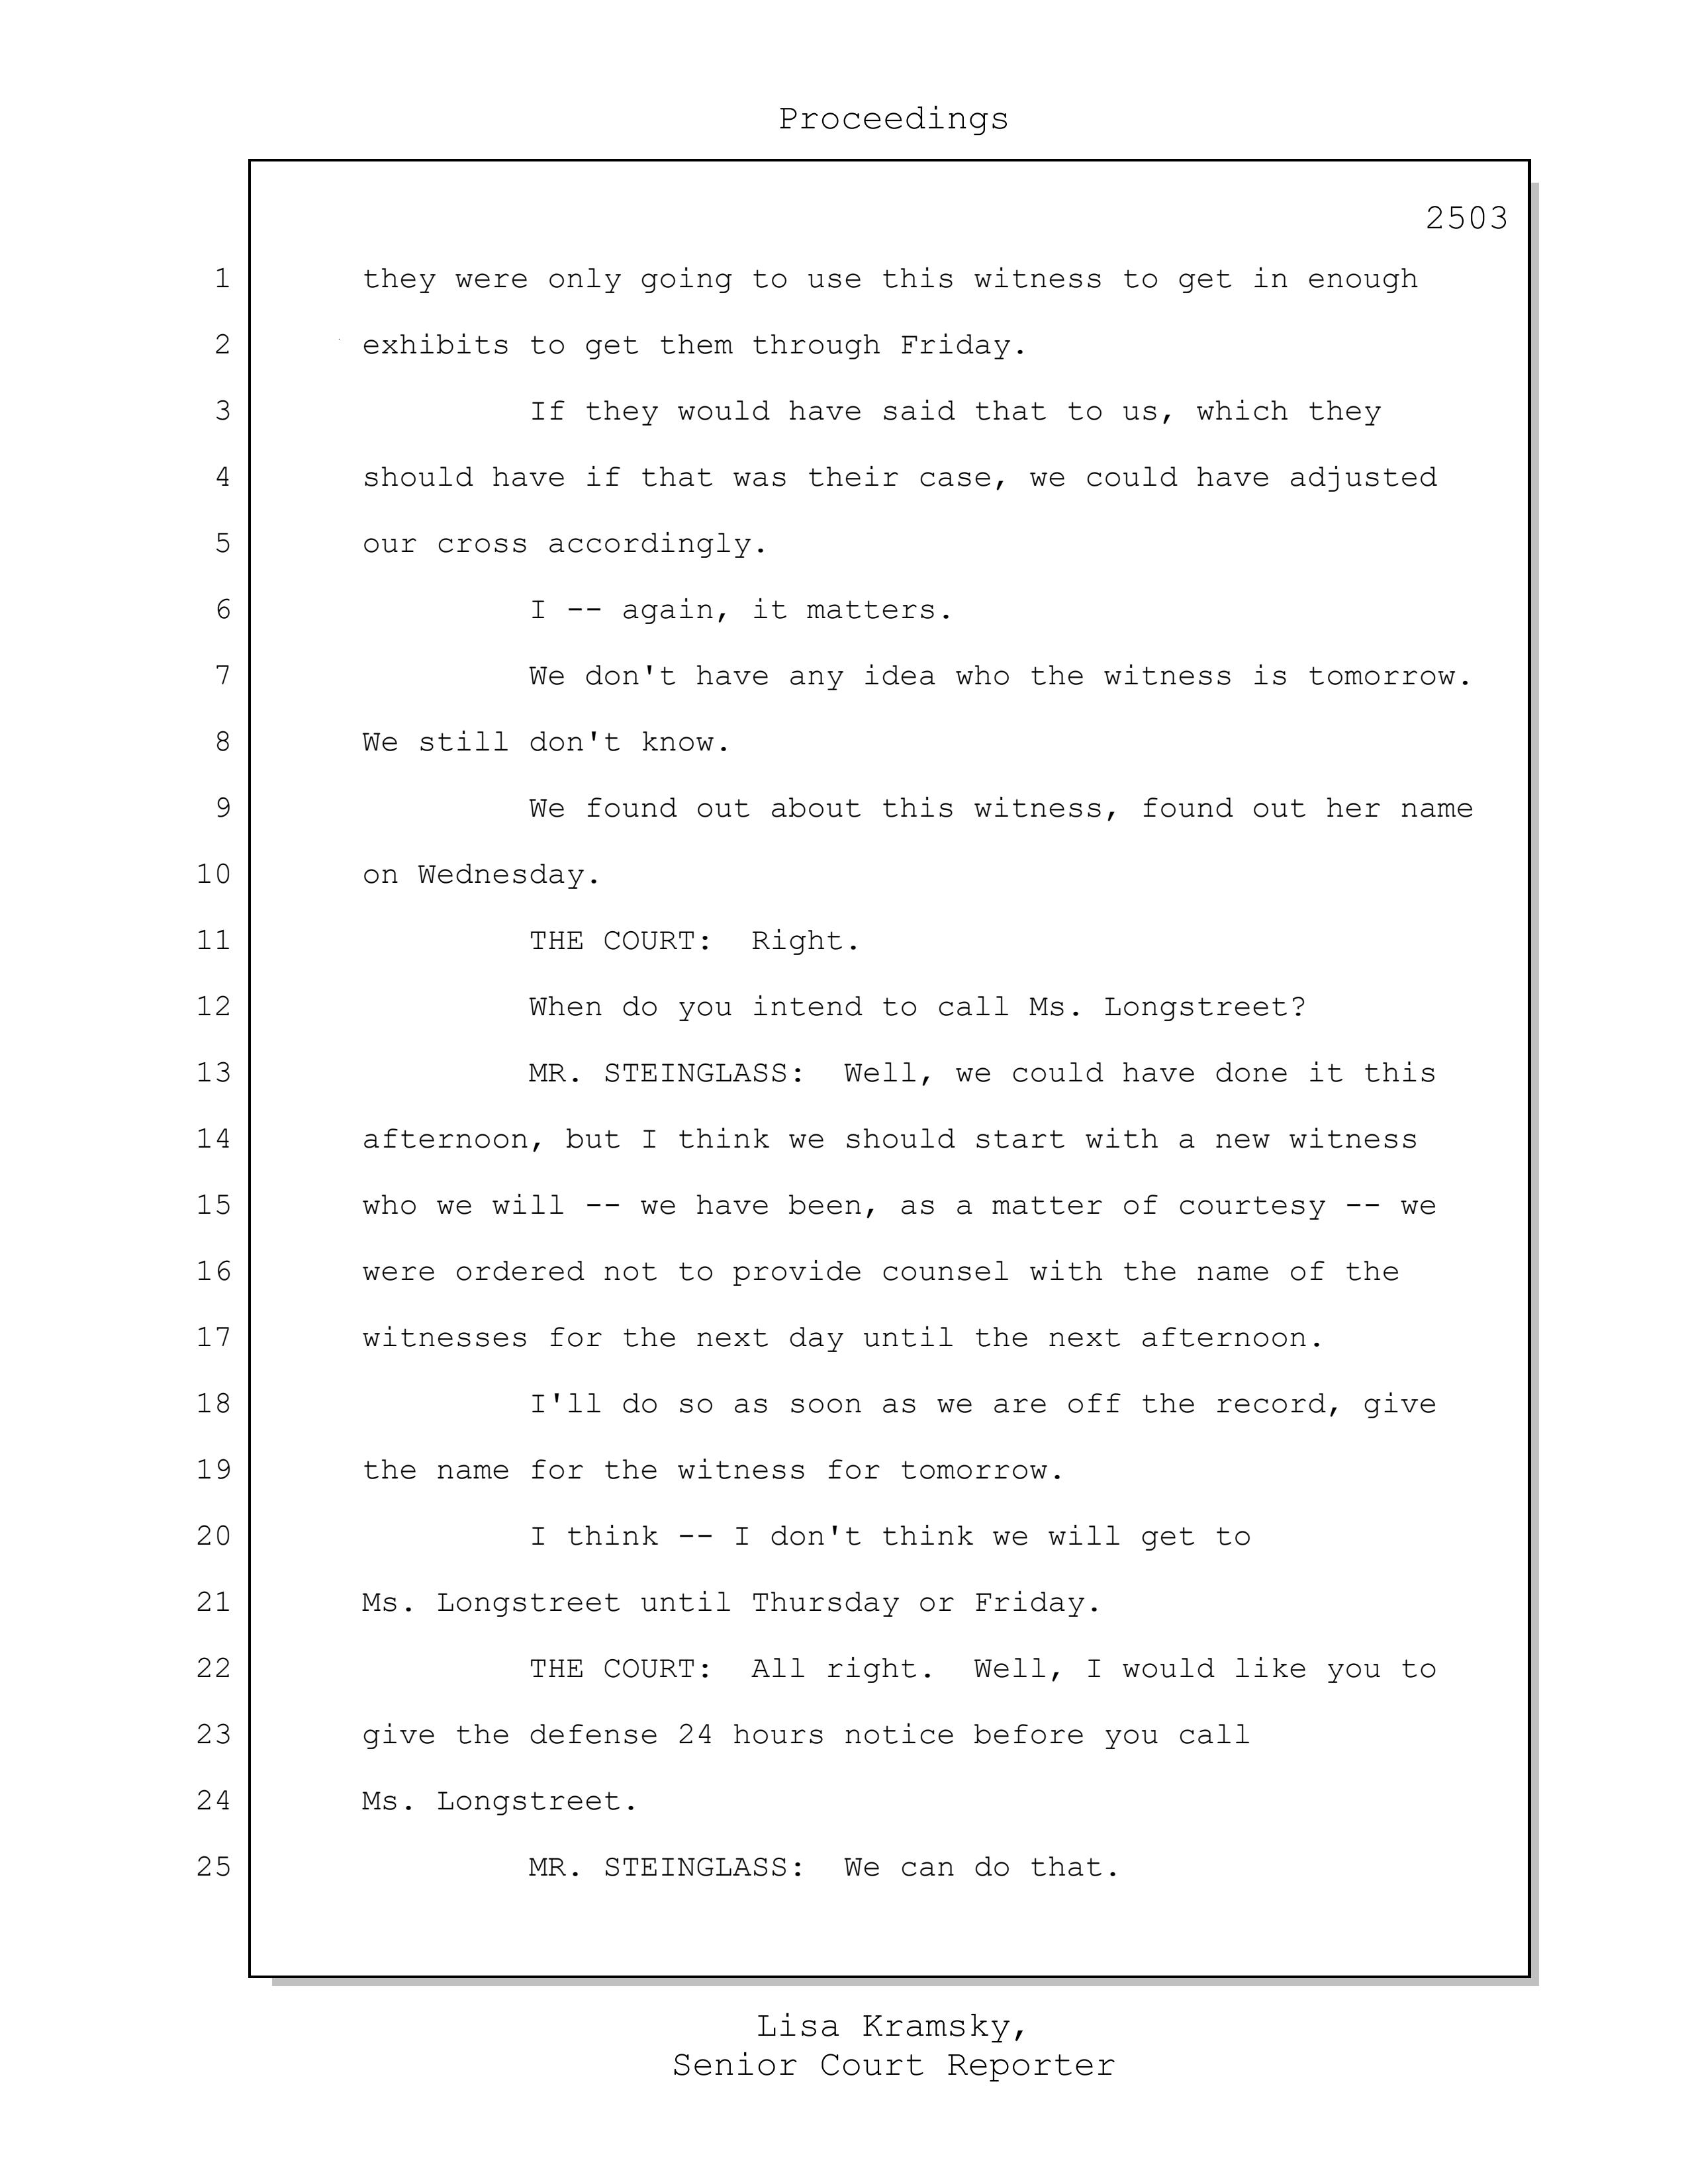 Proceedings
2503
1 they were only going to use this witness to get in enough
2 exhibits to get them through Friday.
3 If they would have said that to us, which they
4 should have if that was their case, we could have adjusted
5 our cross accordingly.
6 I -- again, it matters.
7 We don't have any idea who the witness is tomorrow.
8 We still don't know.
9 We found out about this witness, found out her name
10 on Wednesday.
11 THE COURT: Right.
12 When do you intend to call Ms. Longstreet?
13 MR. STEINGLASS: Well, we could have done it this
14 afternoon, but I think we should start with a new witness
15 who we will -- we have been, as a matter of courtesy -- we
16 were ordered not to provide counsel with the name of the
17 witnesses for the next day until the next afternoon.
18 I'll do so as soon as we are off the record, give
19 the name for the witness for tomorrow.
20 I think -- I don't think we will get to
21 Ms. Longstreet until Thursday or Friday.
22 THE COURT: All right. Well, I would like you to
23 give the defense 24 hours notice before you call
24 Ms. Longstreet.
25 MR. STEINGLASS: We can do that.
Lisa Kramsky,
Senior Court Reporter